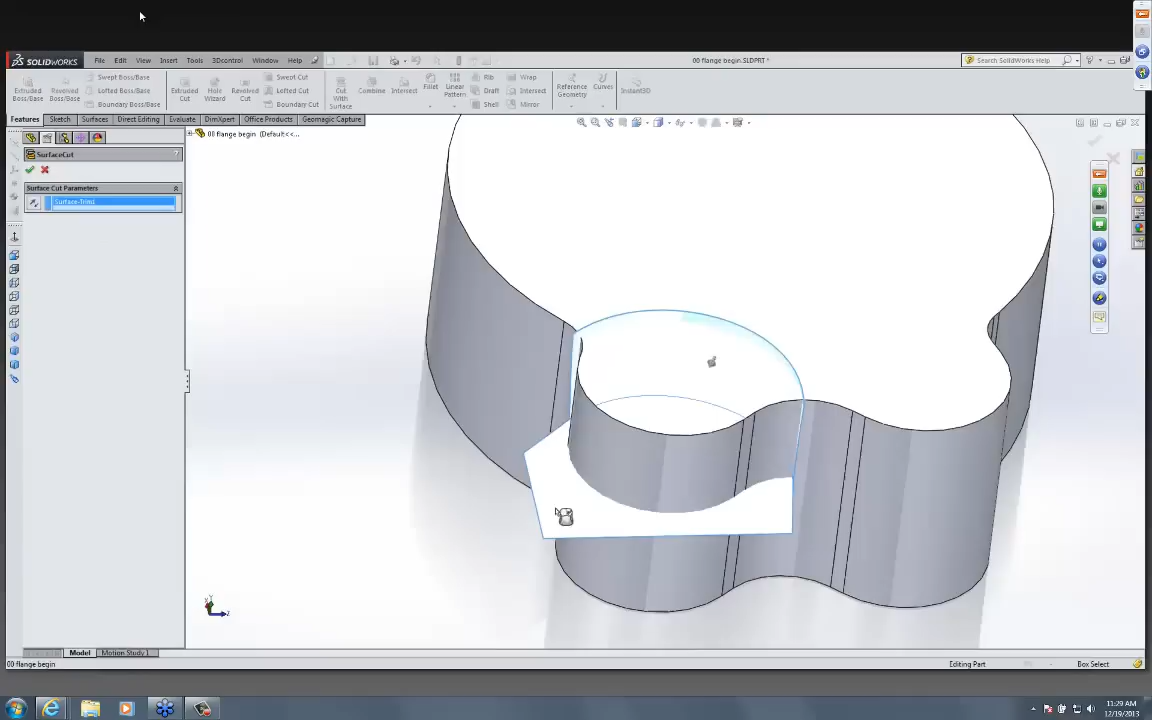 SOLIDWORKS File Edit View Insert Tools 3Dcontrol Window Help 00 flange begin.SLDPRT * Search SolidWorks Help
Extruded Boss/Base Revolved Boss/Base Swept Boss/Base Lofted Boss/Base Boundary Boss/Base Extruded Cut Hole Wizard Revolved Cut Swept Cut Lofted Cut Boundary Cut Cut With Surface Combine Intersect Fillet Linear Pattern Rib Draft Shell Wrap Intersect Mirror Reference Geometry Curves Instant3D
Features Sketch Surfaces Direct Editing Evaluate DimXpert Office Products Geomagic Capture
00 flange begin (Default<<...
SurfaceCut ?
Surface Cut Parameters
Surface-Trim1
Y
X
Z
Model Motion Study 1
00 flange begin Editing Part Box Select
11:29 AM
12/19/2013